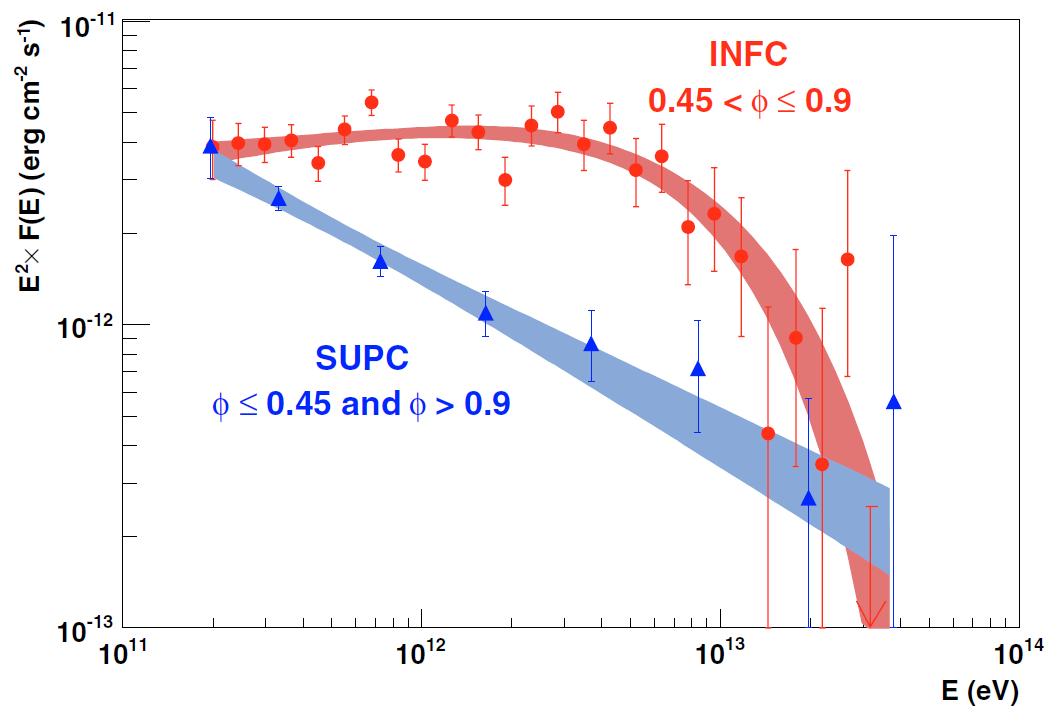 10⁻¹¹
INFC
0.45 < ϕ ≤ 0.9
E²× F(E) (erg cm⁻² s⁻¹)
10⁻¹²
SUPC
ϕ ≤ 0.45 and ϕ > 0.9
10⁻¹³
10¹¹ 10¹² 10¹³ 10¹⁴
E (eV)